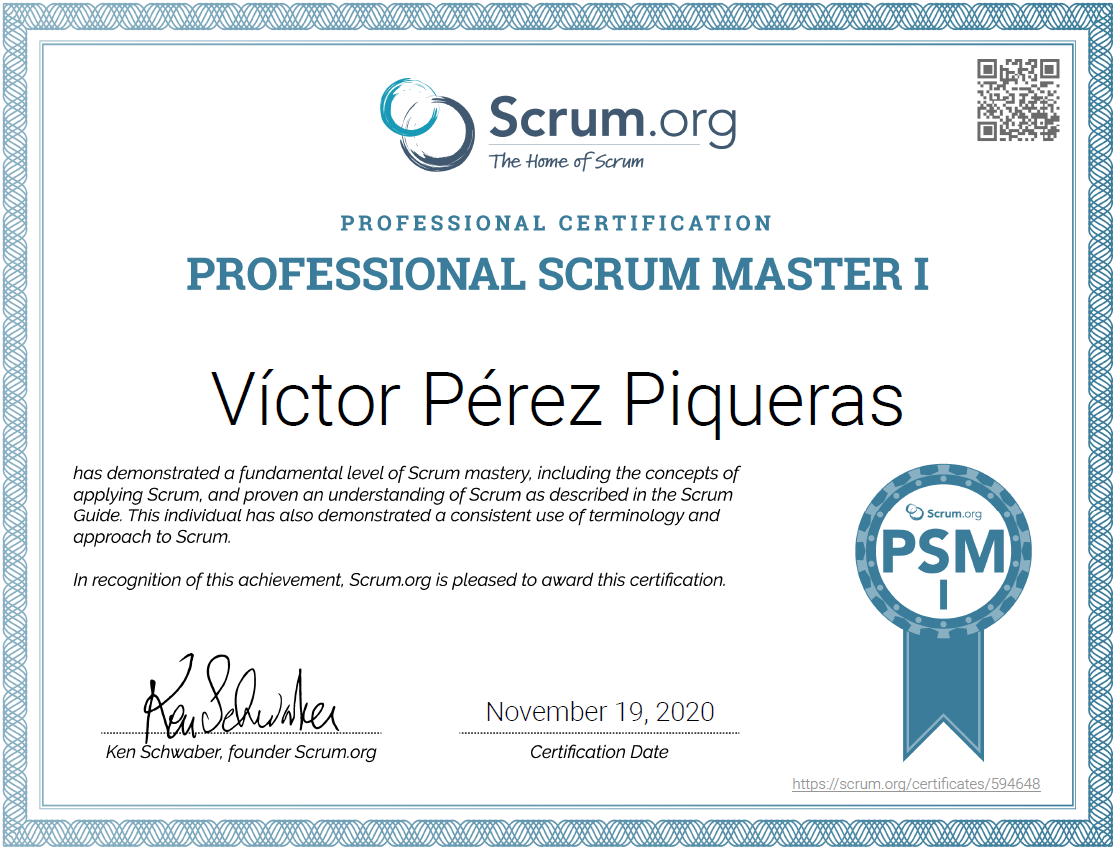 Scrum.org
The Home of Scrum
PROFESSIONAL CERTIFICATION
PROFESSIONAL SCRUM MASTER I
Víctor Pérez Piqueras
has demonstrated a fundamental level of Scrum mastery, including the concepts of
applying Scrum, and proven an understanding of Scrum as described in the Scrum
Guide. This individual has also demonstrated a consistent use of terminology and
approach to Scrum.
In recognition of this achievement, Scrum.org is pleased to award this certification.
Scrum.org
PSM
I
Ken Schwaber
Ken Schwaber, founder Scrum.org
November 19, 2020
Certification Date
https://scrum.org/certificates/594648